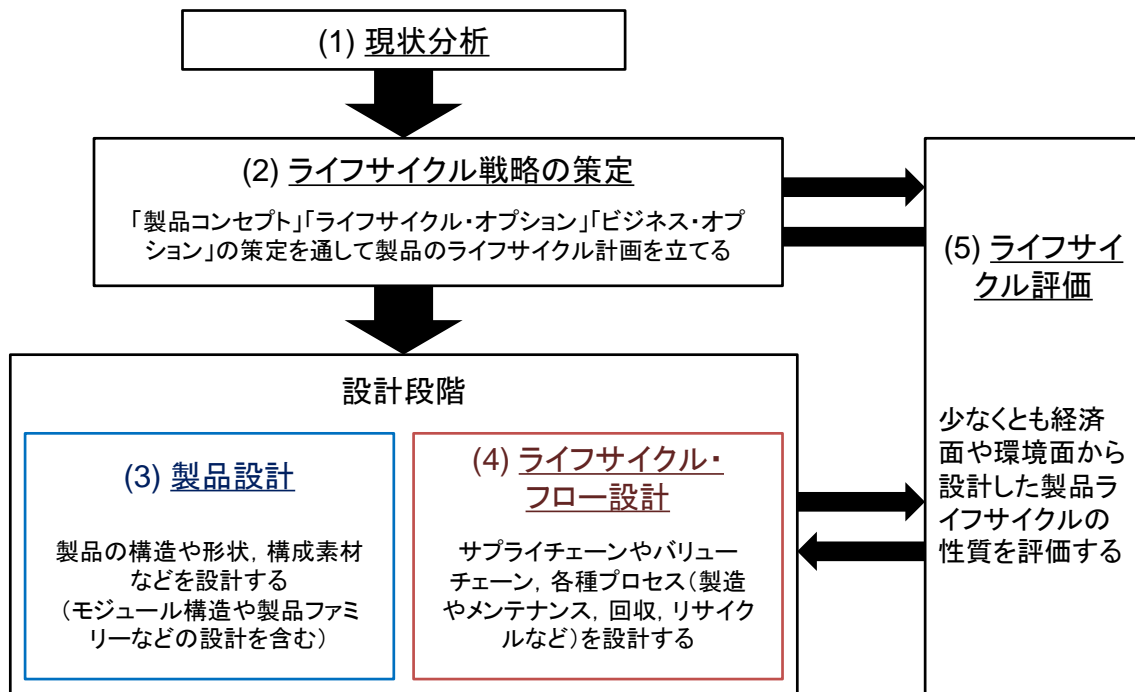 (1) 現状分析
(2) ライフサイクル戦略の策定
「製品コンセプト」「ライフサイクル・オプション」「ビジネス・オプ
ション」の策定を通して製品のライフサイクル計画を立てる
設計段階
(3) 製品設計
製品の構造や形状, 構成素材
などを設計する
（モジュール構造や製品ファミ
リーなどの設計を含む）
(4) ライフサイクル・
フロー設計
サプライチェーンやバリュー
チェーン, 各種プロセス（製造
やメンテナンス, 回収, リサイク
ルなど）を設計する
(5) ライフサイ
クル評価
少なくとも経済
面や環境面から
設計した製品ラ
イフサイクルの
性質を評価する